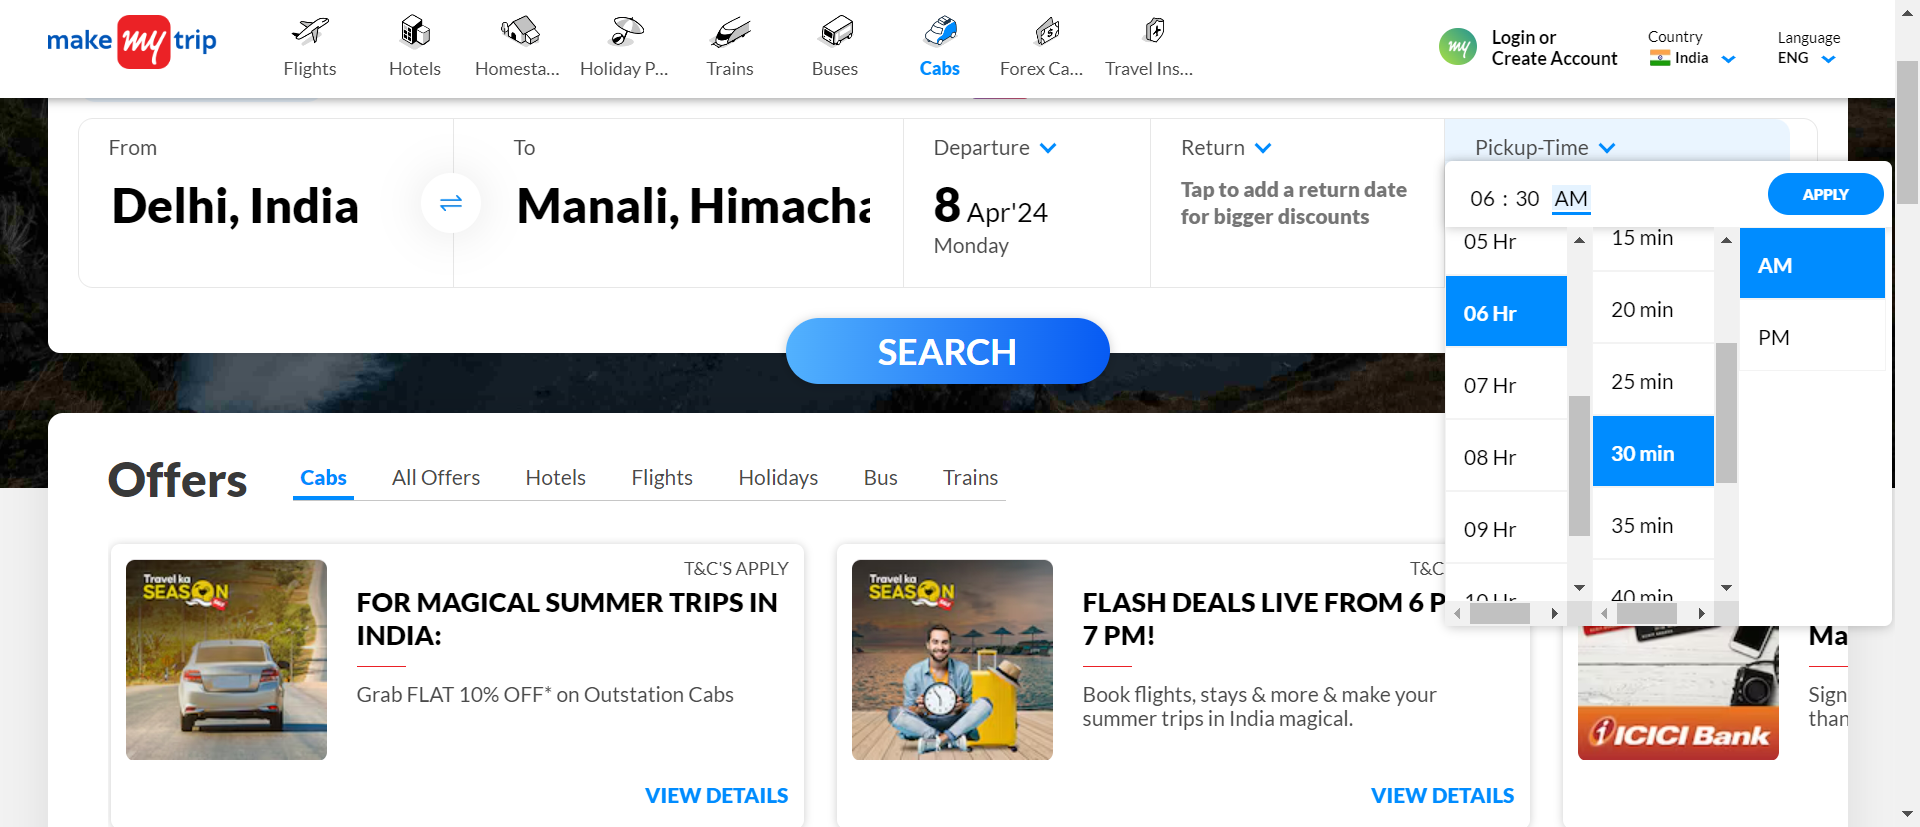 make my trip
Flights
Hotels
Homesta...
Holiday P...
Trains
Buses
Cabs
Forex Ca...
Travel Ins...
my
Login or
Create Account
Country
India
Language
ENG
From
Delhi, India
To
Manali, Himacha
Departure
8 Apr'24
Monday
Return
Tap to add a return date
for bigger discounts
Pickup-Time
06 : 30 AM
APPLY
05 Hr
06 Hr
07 Hr
08 Hr
09 Hr
10 Hr
15 min
20 min
25 min
30 min
35 min
40 min
AM
PM
SEARCH
Offers
Cabs
All Offers
Hotels
Flights
Holidays
Bus
Trains
Travel ka
SEASON
T&C'S APPLY
FOR MAGICAL SUMMER TRIPS IN
INDIA:
Grab FLAT 10% OFF* on Outstation Cabs
VIEW DETAILS
Travel ka
SEASON
T&C
FLASH DEALS LIVE FROM 6 P
7 PM!
Book flights, stays & more & make your
summer trips in India magical.
VIEW DETAILS
ICICI Bank
Ma
Sign
than